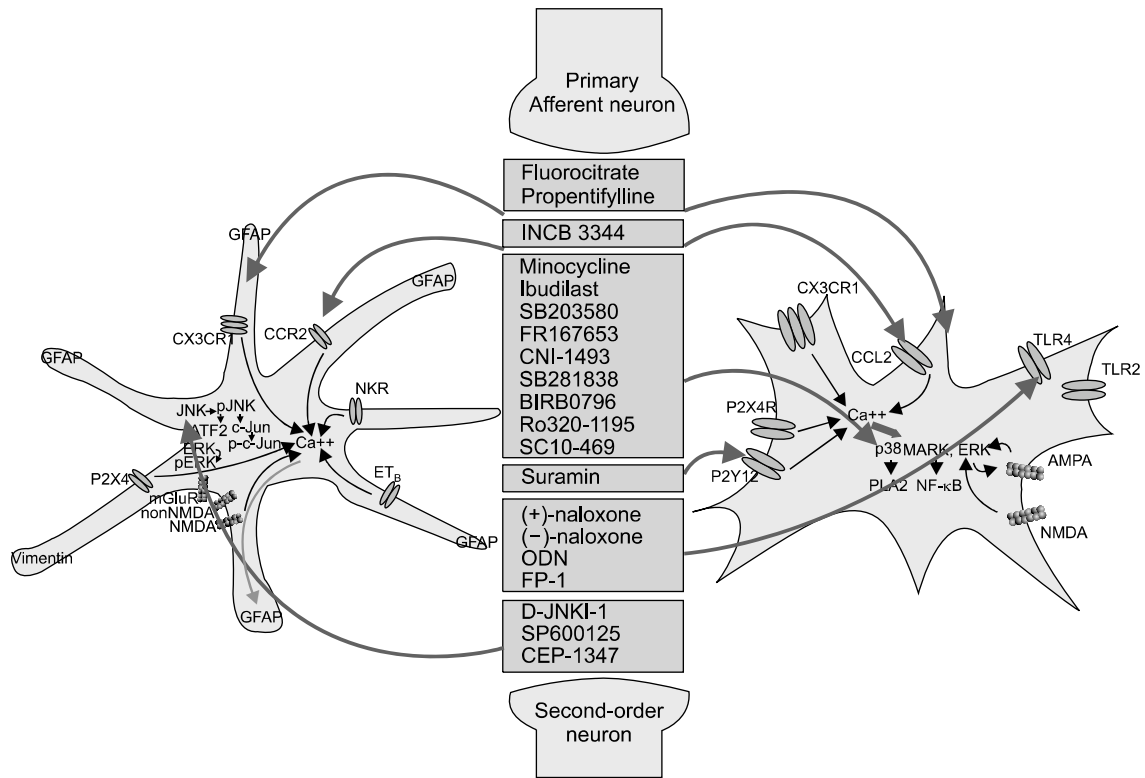 Primary
Afferent neuron
Fluorocitrate
Propentifylline
INCB 3344
Minocycline
Ibudilast
SB203580
FR167653
CNI-1493
SB281838
BIRB0796
Ro320-1195
SC10-469
Suramin
(+)-naloxone
(−)-naloxone
ODN
FP-1
D-JNKI-1
SP600125
CEP-1347
Second-order
neuron
GFAP
GFAP
CX3CR1
CCR2
GFAP
NKR
JNK
pJNK
ATF2
c-Jun
p-c-Jun
Ca++
ERK
pERK
P2X4
mGluR
nonNMDA
NMDA
ET_B
Vimentin
GFAP
GFAP
CX3CR1
CCL2
TLR4
TLR2
P2X4R
Ca++
P2Y12
p38 MARK, ERK
PLA2
NF-κB
AMPA
NMDA